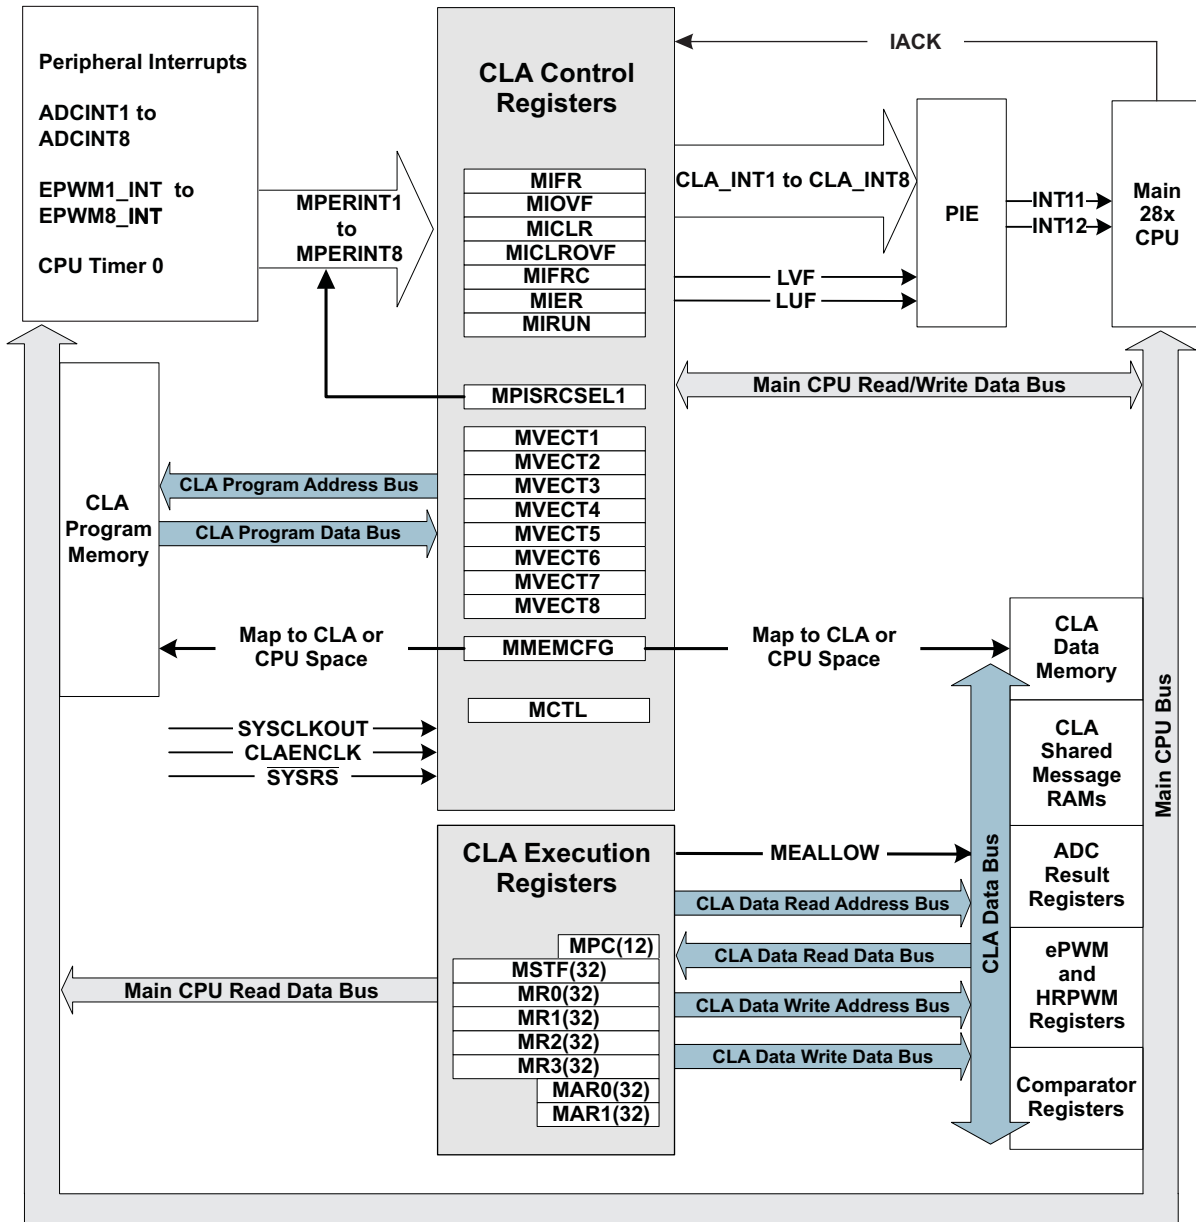 Peripheral Interrupts
ADCINT1 to
ADCINT8
EPWM1_INT to
EPWM8_INT
CPU Timer 0
MPERINT1
to
MPERINT8
CLA Control
Registers
MIFR
MIOVF
MICLR
MICLROVF
MIFRC
MIER
MIRUN
MPISRCSEL1
MVECT1
MVECT2
MVECT3
MVECT4
MVECT5
MVECT6
MVECT7
MVECT8
MMEMCFG
MCTL
IACK
CLA_INT1 to CLA_INT8
LVF
LUF
PIE
INT11
INT12
Main
28x
CPU
Main CPU Read/Write Data Bus
CLA Program Address Bus
CLA Program Data Bus
CLA
Program
Memory
Map to CLA or
CPU Space
Map to CLA or
CPU Space
SYSCLKOUT
CLAENCLK
SYSRS
CLA
Data
Memory
CLA
Shared
Message
RAMs
ADC
Result
Registers
ePWM
and
HRPWM
Registers
Comparator
Registers
Main CPU Bus
CLA Data Bus
CLA Execution
Registers
MPC(12)
MSTF(32)
MR0(32)
MR1(32)
MR2(32)
MR3(32)
MAR0(32)
MAR1(32)
MEALLOW
CLA Data Read Address Bus
CLA Data Read Data Bus
CLA Data Write Address Bus
CLA Data Write Data Bus
Main CPU Read Data Bus